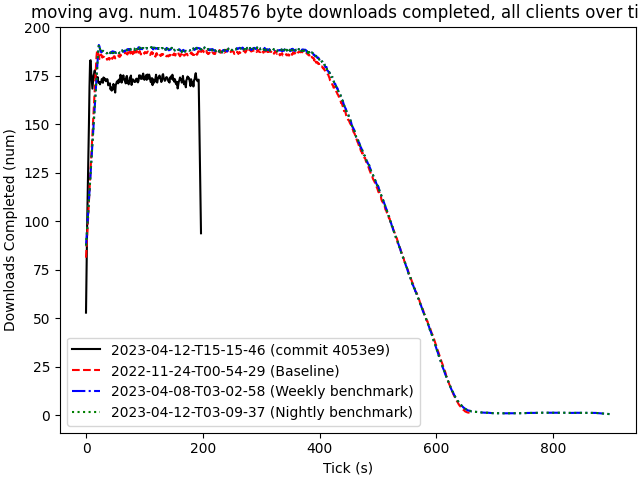 moving avg. num. 1048576 byte downloads completed, all clients over ti
200
175
150
125
100
75
50
25
0
Downloads Completed (num)
2023-04-12-T15-15-46 (commit 4053e9)
2022-11-24-T00-54-29 (Baseline)
2023-04-08-T03-02-58 (Weekly benchmark)
2023-04-12-T03-09-37 (Nightly benchmark)
0 200 400 600 800
Tick (s)